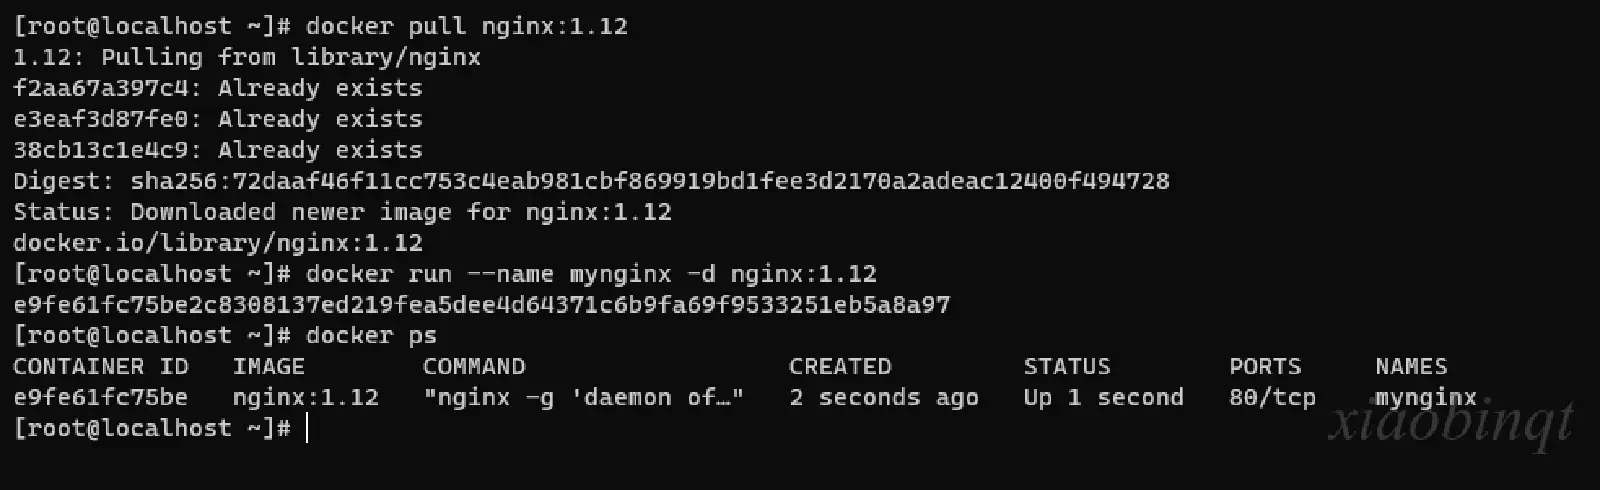 [root@localhost ~]# docker pull nginx:1.12
1.12: Pulling from library/nginx
f2aa67a397c4: Already exists
e3eaf3d87fe0: Already exists
38cb13c1e4c9: Already exists
Digest: sha256:72daaf46f11cc753c4eab981cbf869919bd1fee3d2170a2adeac12400f494728
Status: Downloaded newer image for nginx:1.12
docker.io/library/nginx:1.12
[root@localhost ~]# docker run --name mynginx -d nginx:1.12
e9fe61fc75be2c8308137ed219fea5dee4d64371c6b9fa69f9533251eb5a8a97
[root@localhost ~]# docker ps
CONTAINER ID   IMAGE        COMMAND                  CREATED         STATUS        PORTS     NAMES
e9fe61fc75be   nginx:1.12   "nginx -g 'daemon of…"   2 seconds ago   Up 1 second   80/tcp    mynginx
[root@localhost ~]#
xiaobinqt